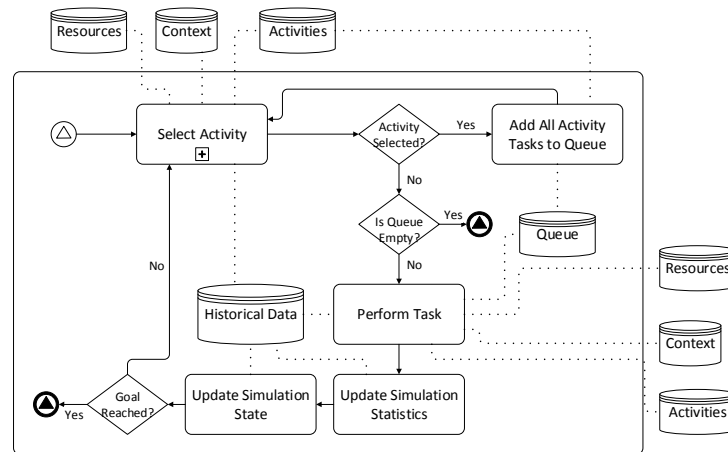 Resources
Context
Activities
Select Activity
Activity
Selected?
Yes
Add All Activity
Tasks to Queue
No
Is Queue
Empty?
Yes
Queue
No
No
Resources
Historical Data
Perform Task
Context
Goal
Reached?
Yes
Update Simulation
State
Update Simulation
Statistics
Activities